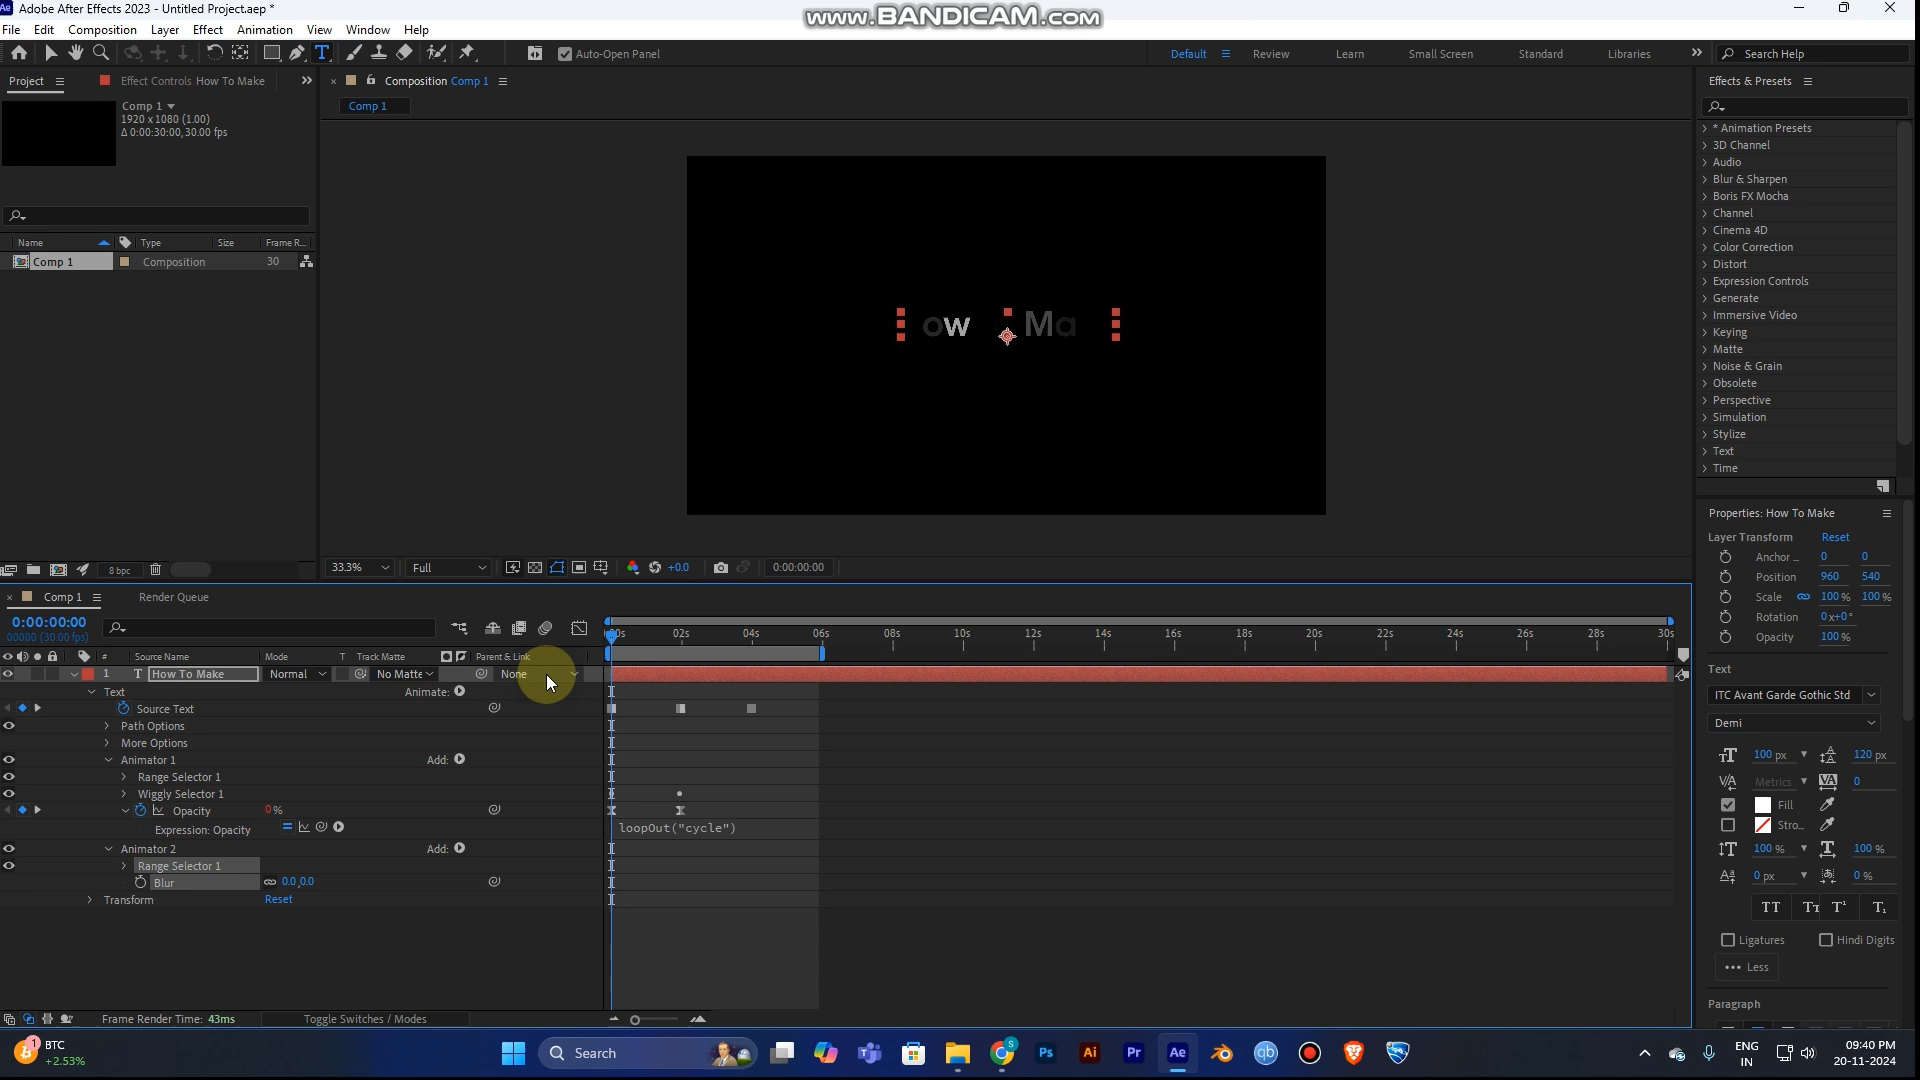 Adobe After Effects 2023 - Untitled Project.aep *
www.BANDICAM.com
File Edit Composition Layer Effect Animation View Window Help
Auto-Open Panel
Default Review Learn Small Screen Standard Libraries
Search Help
Project
Effect Controls How To Make
Composition Comp 1
Effects & Presets
Comp 1
1920 x 1080 (1.00)
Δ 0:00:30:00, 30.00 fps
Comp 1
* Animation Presets
3D Channel
Audio
Blur & Sharpen
Boris FX Mocha
Channel
Cinema 4D
Color Correction
Distort
Expression Controls
Generate
Immersive Video
Keying
Matte
Noise & Grain
Obsolete
Perspective
Simulation
Stylize
Text
Time
Name Type Size Frame R...
Comp 1 Composition 30
ow Ma
8 bpc
33.3% Full +0.0 0:00:00:00
Properties: How To Make
Layer Transform Reset
Anchor ... 0 0
Position 960 540
Scale 100 % 100 %
Rotation 0x+0°
Opacity 100 %
Text
ITC Avant Garde Gothic Std
Demi
100 px 120 px
Metrics 0
Fill
Stro...
100 % 100 %
0 px 0 %
TT Tт T¹ T₁
Ligatures Hindi Digits
Less
Paragraph
Comp 1 Render Queue
0:00:00:00
00000 (30.00 fps)
00s 02s 04s 06s 08s 10s 12s 14s 16s 18s 20s 22s 24s 26s 28s 30s
# Source Name Mode T Track Matte Parent & Link
1 T How To Make Normal No Matte None
Text Animate:
Source Text
Path Options
More Options
Animator 1 Add:
Range Selector 1
Wiggly Selector 1
Opacity 0 %
Expression: Opacity loopOut("cycle")
Animator 2 Add:
Range Selector 1
Blur 0.0,0.0
Transform Reset
Frame Render Time: 43ms Toggle Switches / Modes
1
BTC
+2.53%
Search
S
Ps
Ai
Pr
Ae
qb
ENG
IN
09:40 PM
20-11-2024